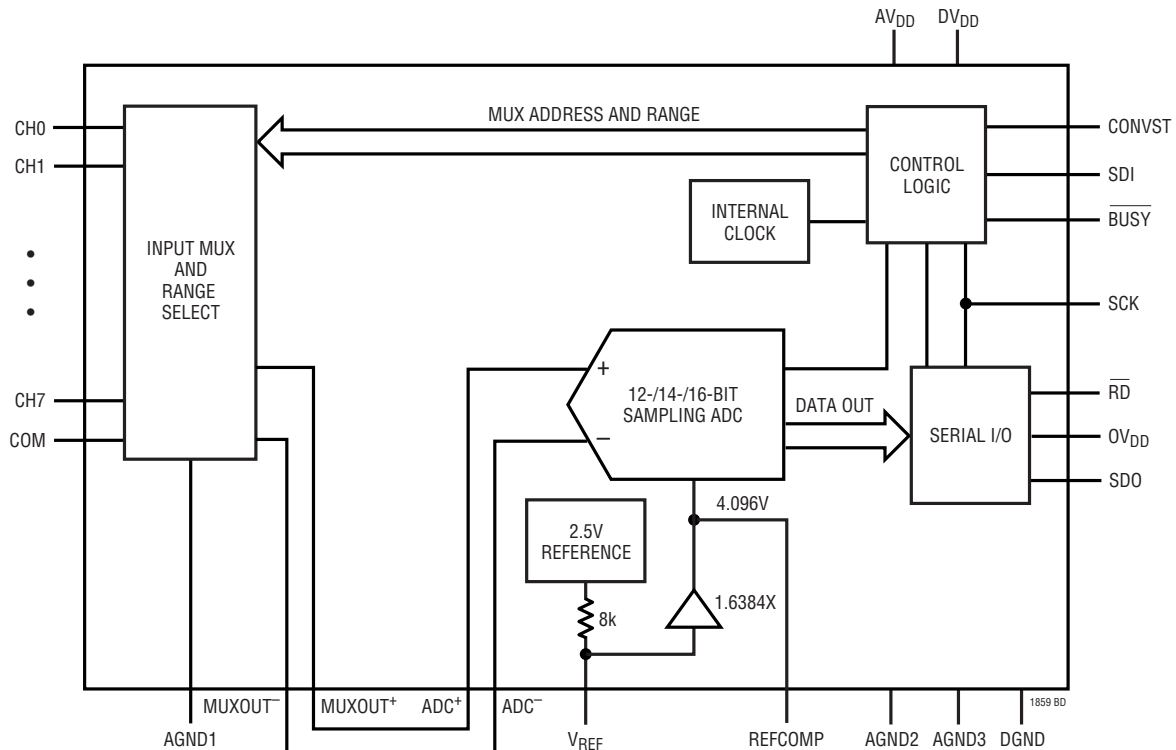 AVDD DVDD
MUX ADDRESS AND RANGE
CH0
CH1
CONVST
CONTROL
LOGIC
SDI
INTERNAL
CLOCK
BUSY
INPUT MUX
AND
RANGE
SELECT
SCK
+
12-/14-/16-BIT
SAMPLING ADC
–
DATA OUT
CH7
COM
RD
SERIAL I/O
OVDD
SDO
4.096V
2.5V
REFERENCE
1.6384X
8k
MUXOUT– MUXOUT+ ADC+ ADC–
1859 BD
AGND1 VREF REFCOMP AGND2 AGND3 DGND